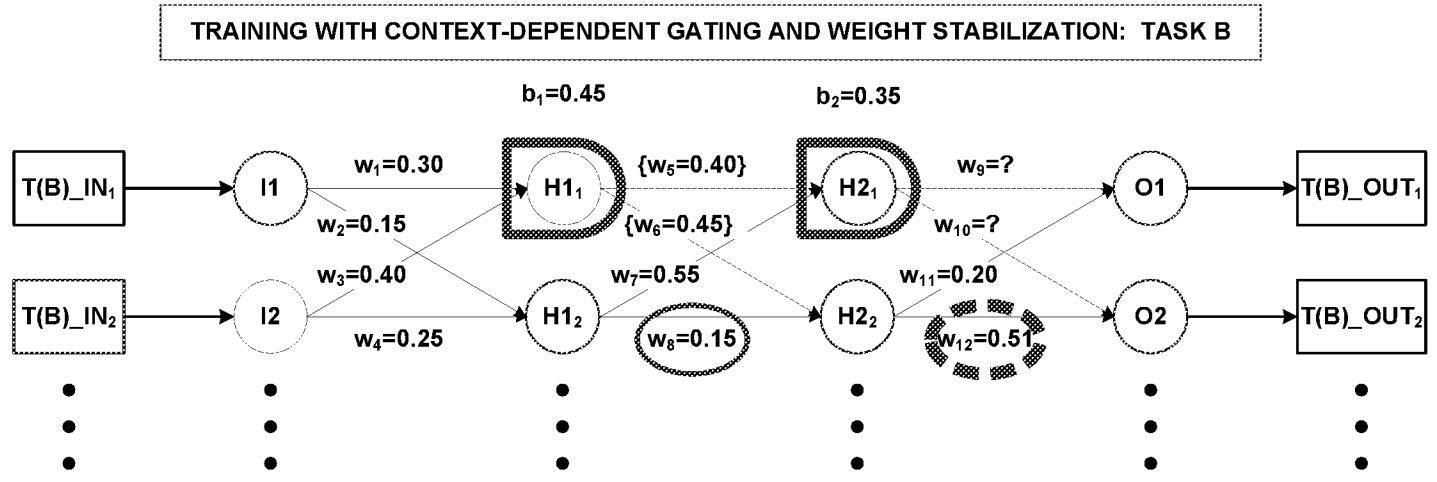 TRAINING WITH CONTEXT-DEPENDENT GATING AND WEIGHT STABILIZATION: TASK B
b₁=0.45
b₂=0.35
T(B)_IN₁
I1
w₁=0.30
H1₁
{w₅=0.40}
H2₁
w₉=?
O1
T(B)_OUT₁
w₂=0.15
{w₆=0.45}
w₁₀=?
w₃=0.40
w₇=0.55
w₁₁=0.20
T(B)_IN₂
I2
w₄=0.25
H1₂
w₈=0.15
H2₂
w₁₂=0.51
O2
T(B)_OUT₂